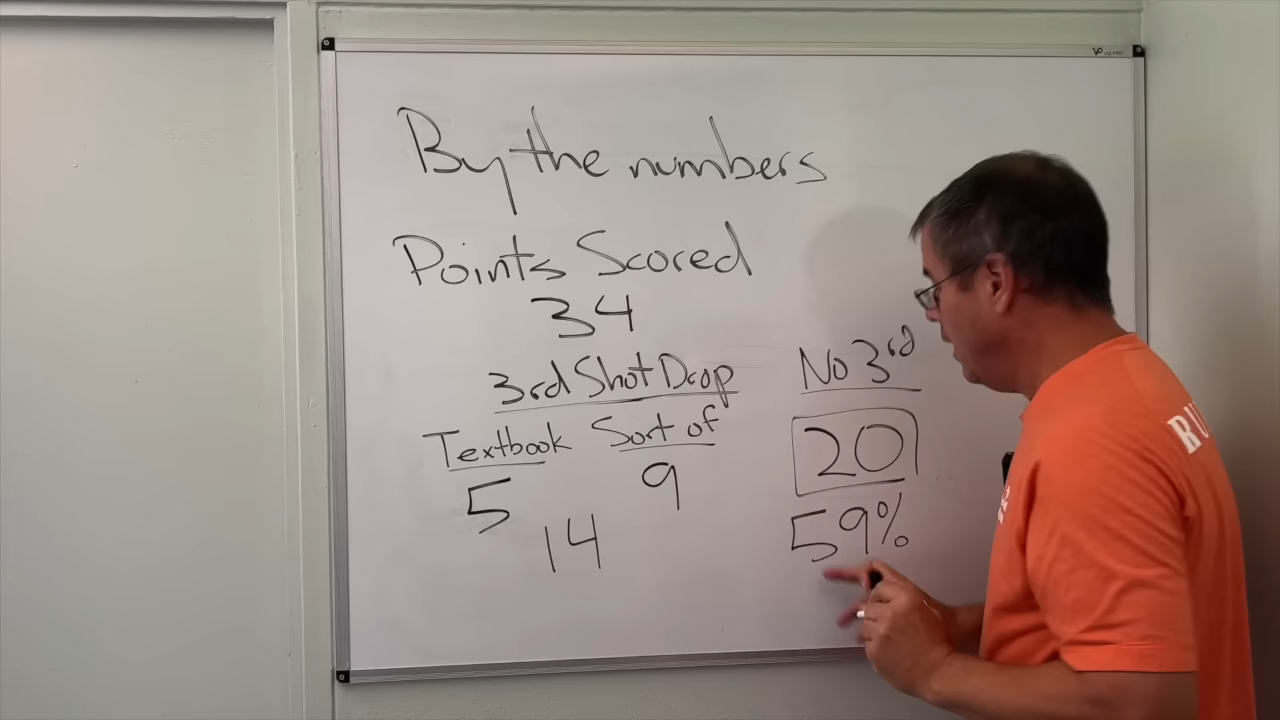 By the numbers
Points Scored
34
3rd Shot Drop
No 3rd
Textbook Sort of
20
5
9
14
59%
RU